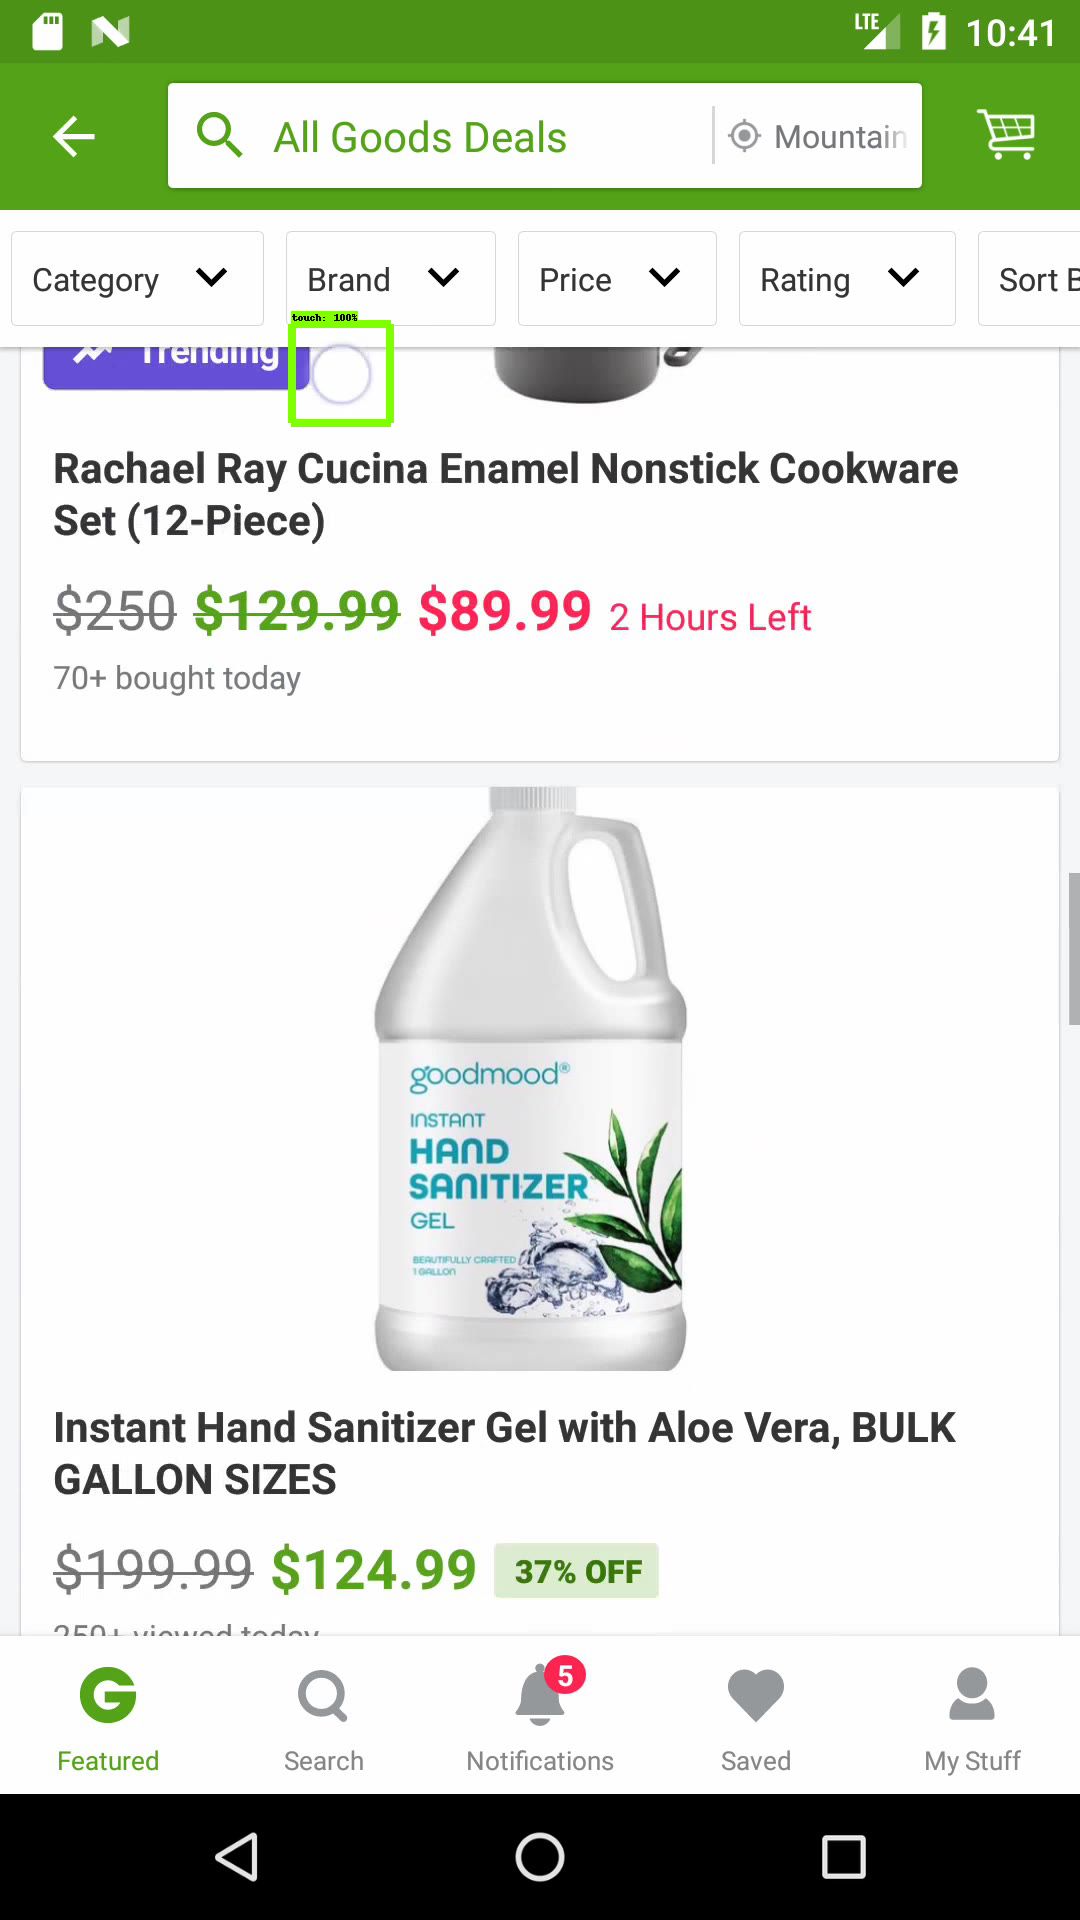 LTE 10:41
All Goods Deals Mountain
Category Brand Price Rating Sort B
touch: 100%
Trending
Rachael Ray Cucina Enamel Nonstick Cookware
Set (12-Piece)
$250 $129.99 $89.99 2 Hours Left
70+ bought today
goodmood®
INSTANT
HAND
SANITIZER
GEL
BEAUTIFULLY CRAFTED
1 GALLON
Instant Hand Sanitizer Gel with Aloe Vera, BULK
GALLON SIZES
$199.99 $124.99 37% OFF
250+ viewed today
5
Featured Search Notifications Saved My Stuff